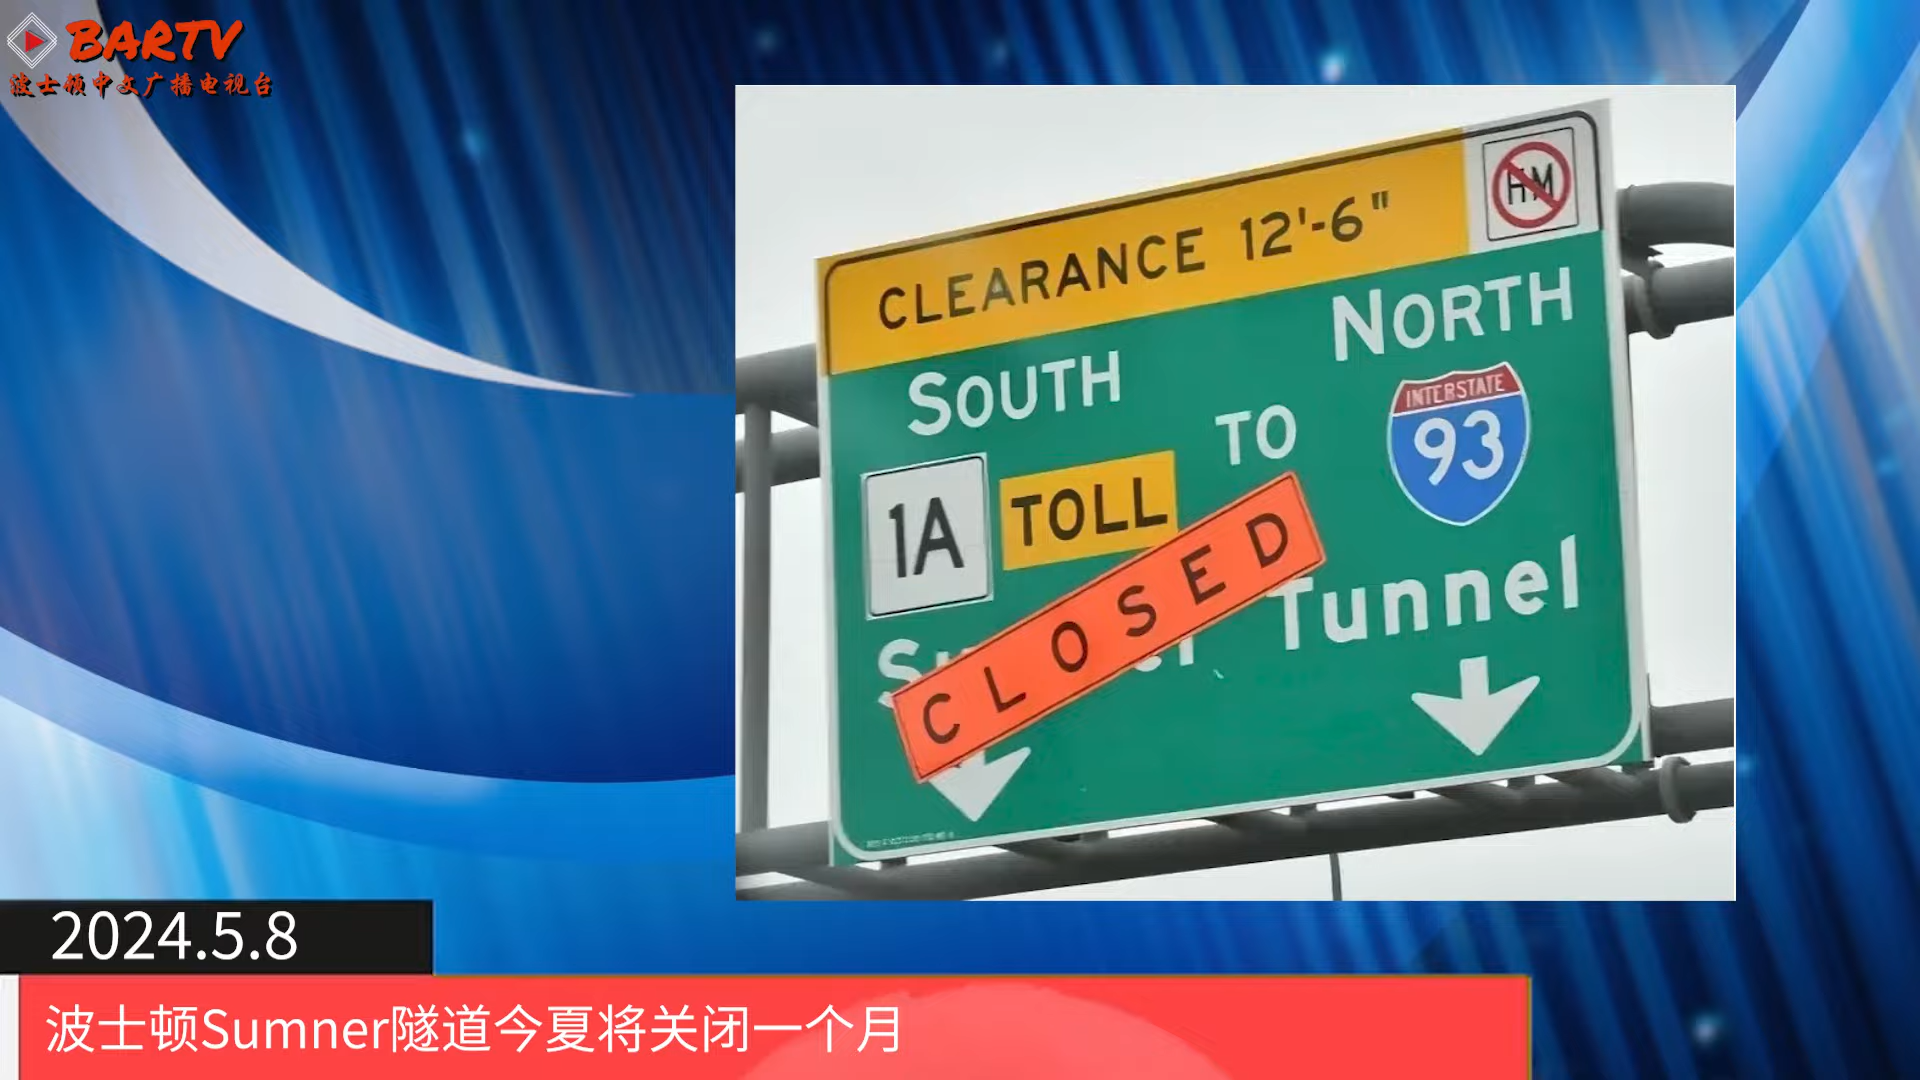 BARTV
波士顿中文广播电视台
CLEARANCE 12'-6"
HM
SOUTH
NORTH
TO
INTERSTATE
93
1A
TOLL
CLOSED
Tunnel
2024.5.8
波士顿Sumner隧道今夏将关闭一个月